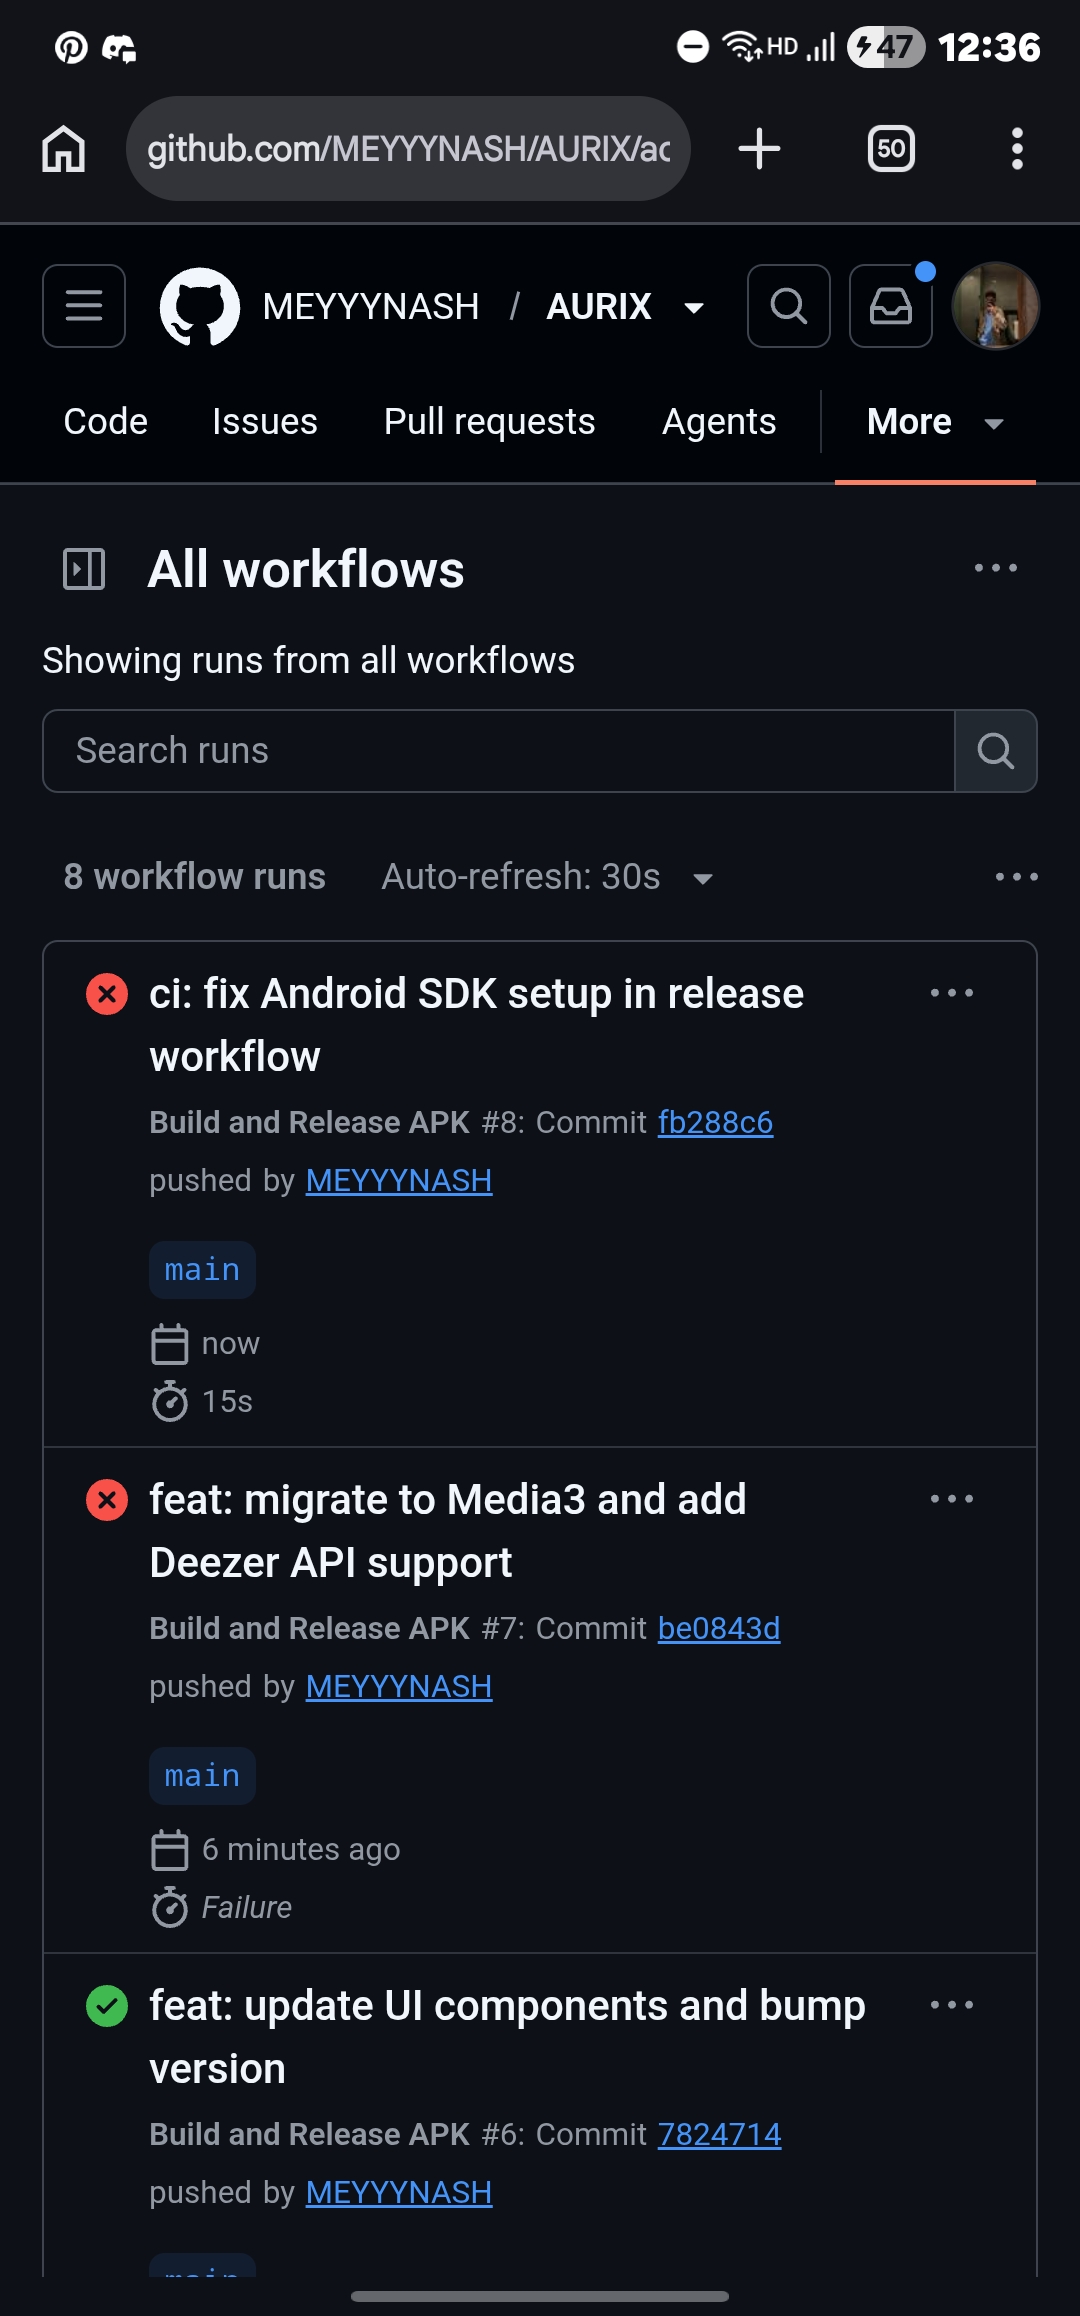 HD 47 12:36
github.com/MEYYYNASH/AURIX/ac
50
MEYYYNASH / AURIX
Code Issues Pull requests Agents More
All workflows
Showing runs from all workflows
Search runs
8 workflow runs Auto-refresh: 30s
ci: fix Android SDK setup in release
workflow
Build and Release APK #8: Commit fb288c6
pushed by MEYYYNASH
main
now
15s
feat: migrate to Media3 and add
Deezer API support
Build and Release APK #7: Commit be0843d
pushed by MEYYYNASH
main
6 minutes ago
Failure
feat: update UI components and bump
version
Build and Release APK #6: Commit 7824714
pushed by MEYYYNASH
main